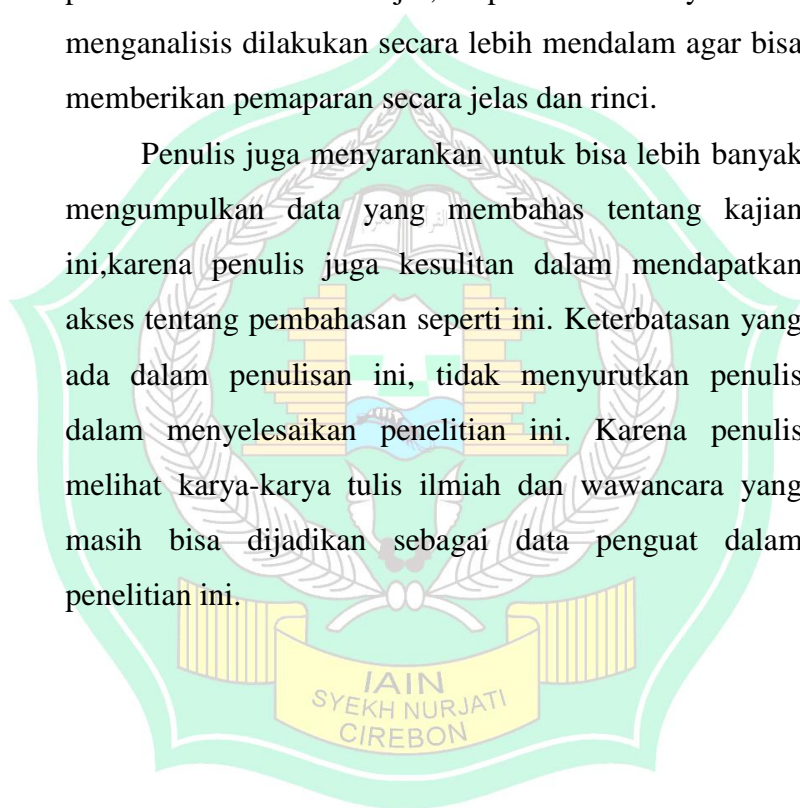 menganalisis dilakukan secara lebih mendalam agar bisa
memberikan pemaparan secara jelas dan rinci.
Penulis juga menyarankan untuk bisa lebih banyak
mengumpulkan data yang membahas tentang kajian
ini,karena penulis juga kesulitan dalam mendapatkan
akses tentang pembahasan seperti ini. Keterbatasan yang
ada dalam penulisan ini, tidak menyurutkan penulis
dalam menyelesaikan penelitian ini. Karena penulis
melihat karya-karya tulis ilmiah dan wawancara yang
masih bisa dijadikan sebagai data penguat dalam
penelitian ini.
IAIN
SYEKH NURJATI
CIREBON